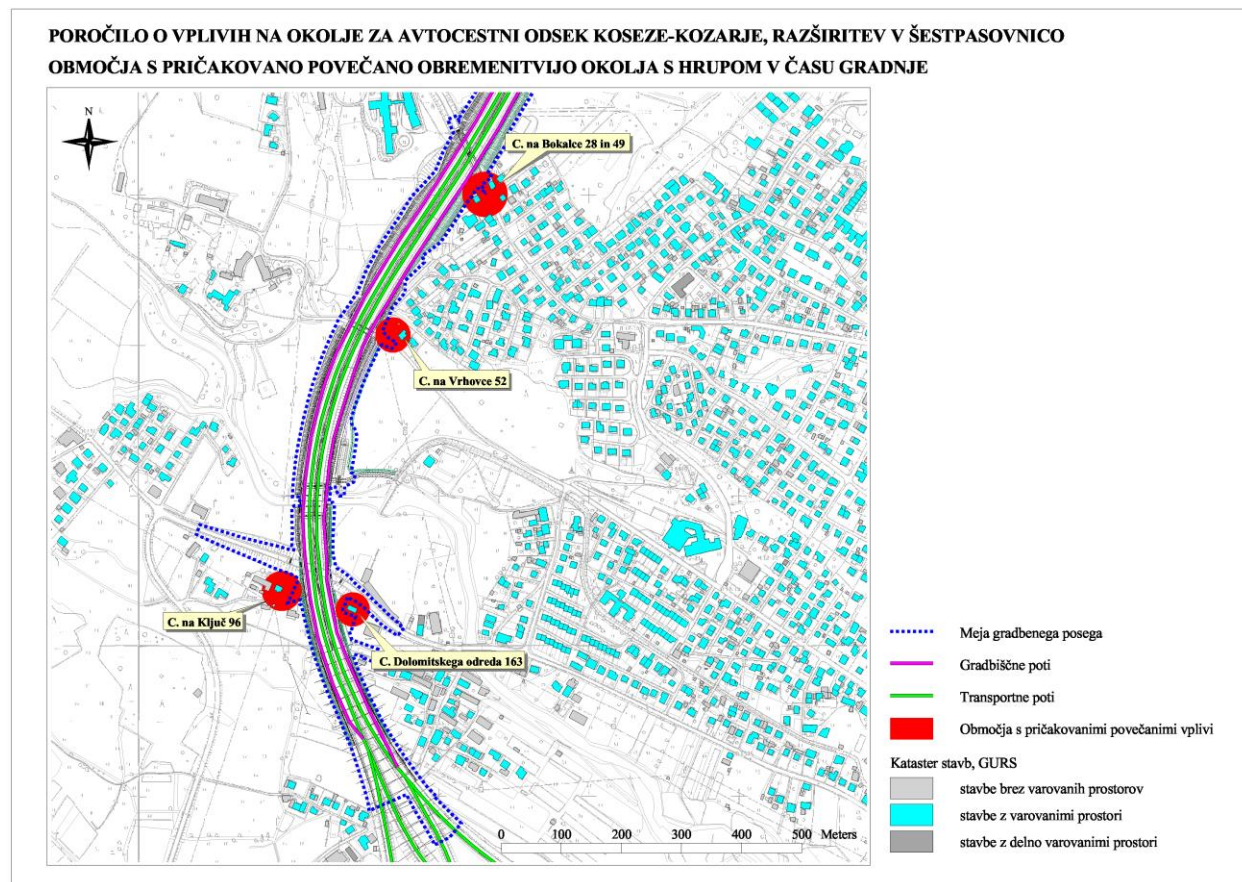 POROČILO O VPLIVIH NA OKOLJE ZA AVTOCESTNI ODSEK KOSEZE-KOZARJE, RAZŠIRITEV V ŠESTPASOVNICO
OBMOČJA S PRIČAKOVANO POVEČANO OBREMENITVIJO OKOLJA S HRUPOM V ČASU GRADNJE
N
C. na Bokalce 28 in 49
C. na Vrhovce 52
C. na Ključ 96
C. Dolomitskega odreda 163
Meja gradbenega posega
Gradbiščne poti
Transportne poti
Območja s pričakovanimi povečanimi vplivi
Kataster stavb, GURS
stavbe brez varovanih prostorov
stavbe z varovanimi prostori
stavbe z delno varovanimi prostori
0 100 200 300 400 500 Meters